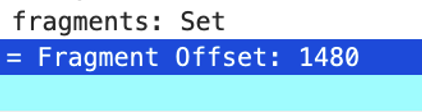 fragments: Set
= Fragment Offset: 1480